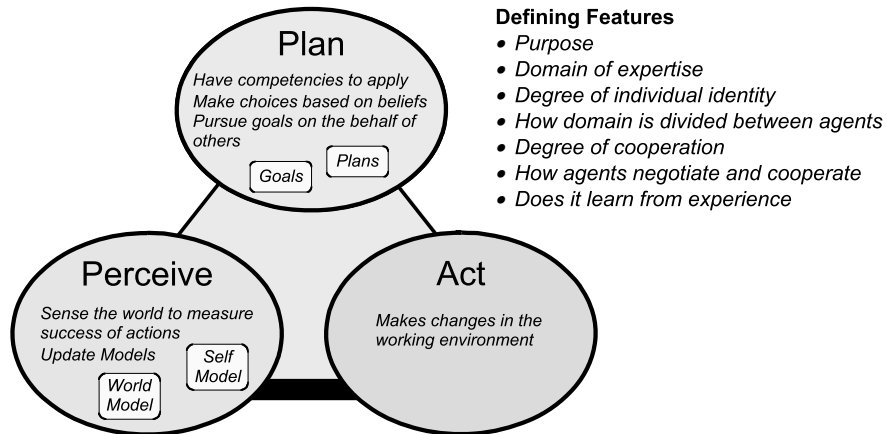 Plan
Have competencies to apply
Make choices based on beliefs
Pursue goals on the behalf of
others
Goals
Plans
Defining Features
• Purpose
• Domain of expertise
• Degree of individual identity
• How domain is divided between agents
• Degree of cooperation
• How agents negotiate and cooperate
• Does it learn from experience
Perceive
Sense the world to measure
success of actions
Update Models
Self
Model
World
Model
Act
Makes changes in the
working environment